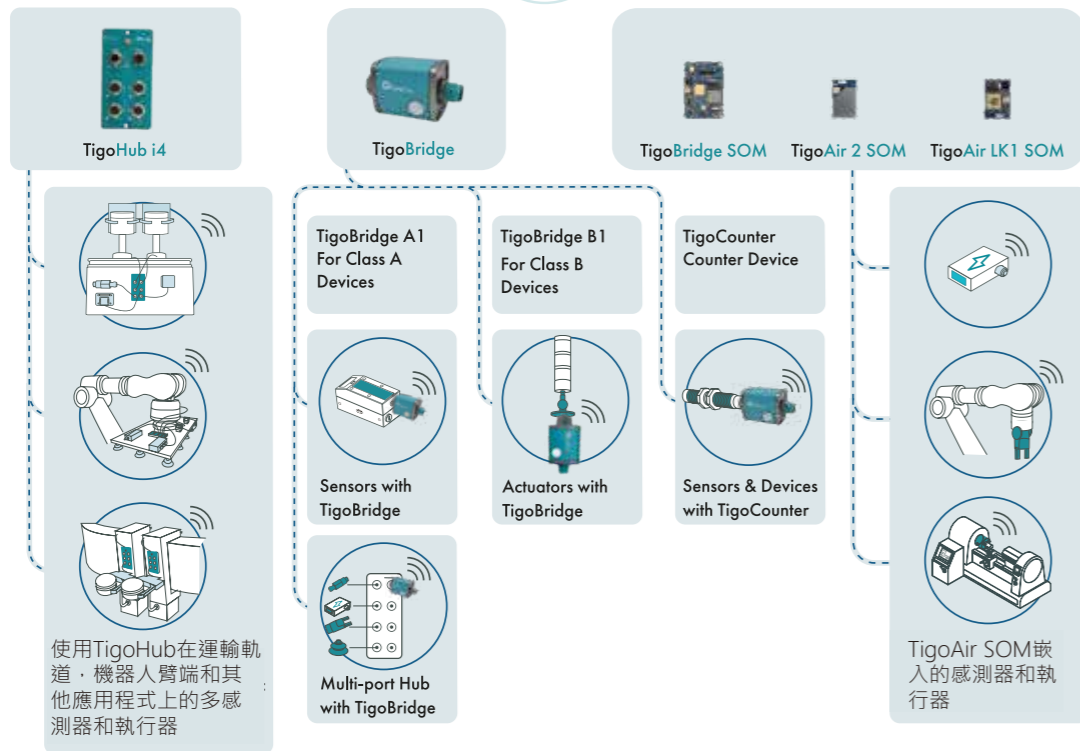 TigoHub i4
TigoBridge
TigoBridge SOM
TigoAir 2 SOM
TigoAir LK1 SOM
TigoBridge A1
For Class A
Devices
TigoBridge B1
For Class B
Devices
TigoCounter
Counter Device
Sensors with
TigoBridge
Actuators with
TigoBridge
Sensors & Devices
with TigoCounter
Multi-port Hub
with TigoBridge
使用TigoHub在運輸軌
道，機器人臂端和其
他應用程式上的多感
測器和執行器
TigoAir SOM嵌
入的感測器和執
行器